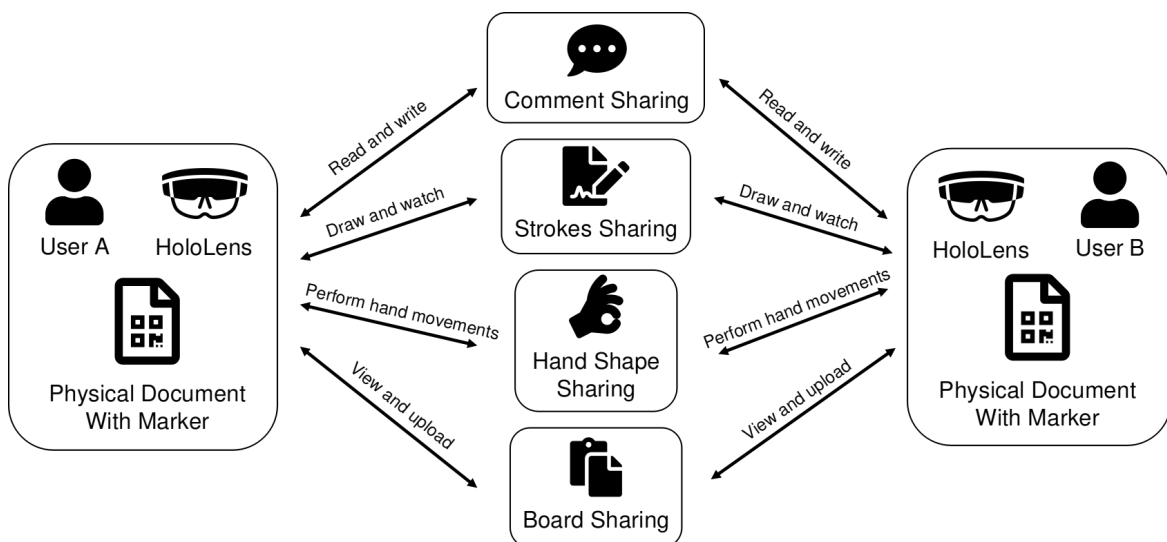 Comment Sharing
Read and write
Read and write
User A
HoloLens
Physical Document
With Marker
Draw and watch
Strokes Sharing
Draw and watch
HoloLens
User B
Physical Document
With Marker
Perform hand movements
Hand Shape
Sharing
Perform hand movements
View and upload
Board Sharing
View and upload